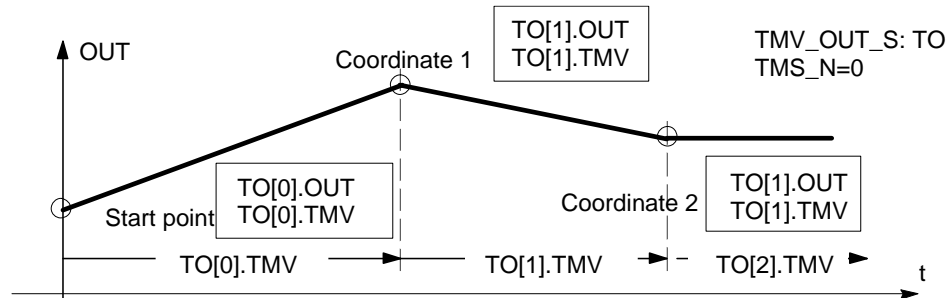 OUT
Coordinate 1
TO[1].OUT
TO[1].TMV
TMV_OUT_S: TO
TMS_N=0
Start point
TO[0].OUT
TO[0].TMV
Coordinate 2
TO[1].OUT
TO[1].TMV
TO[0].TMV
TO[1].TMV
TO[2].TMV
t